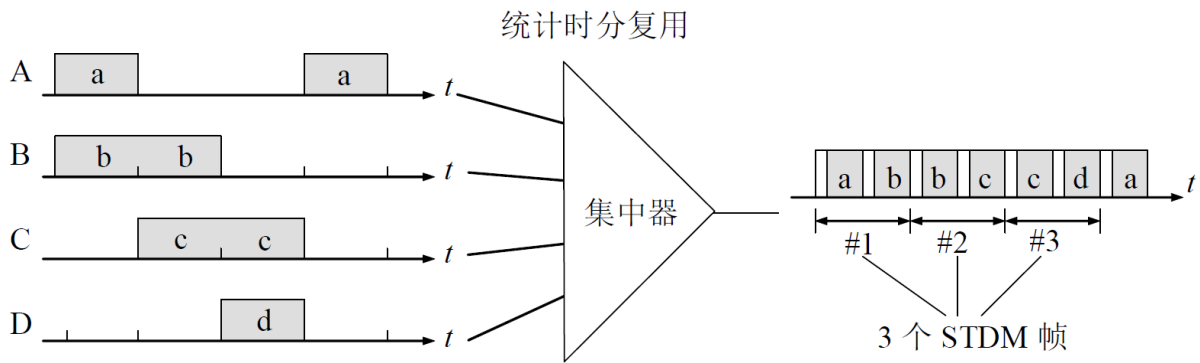 统计时分复用
A a a t
B b b t
C c c t
D d t
集中器
a b b c c d a t
#1 #2 #3
3 个 STDM 帧